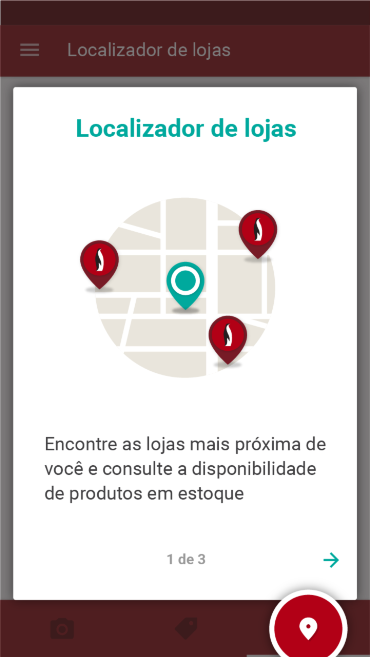 Localizador de lojas
Localizador de lojas
Encontre as lojas mais próxima de
você e consulte a disponibilidade
de produtos em estoque
1 de 3